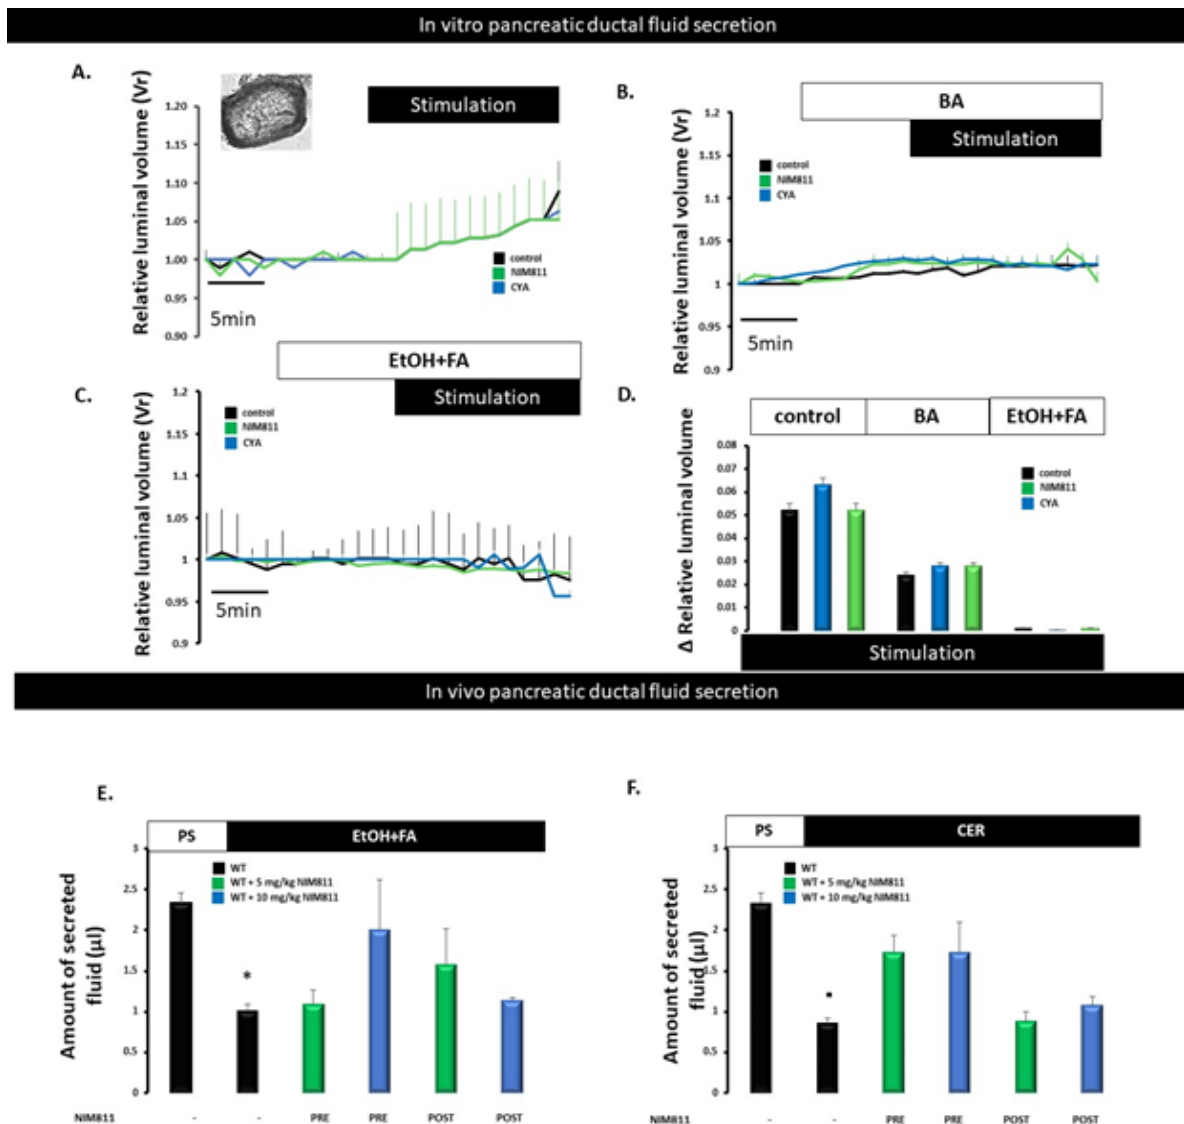 In vitro pancreatic ductal fluid secretion
A.
Relative luminal volume (Vr)
1.20
1.15
1.10
1.05
1.00
0.95
0.90
Stimulation
control
NIM811
CYA
5min
B.
Relative luminal volume (Vr)
1.2
1.15
1.1
1.05
1
0.95
0.9
BA
Stimulation
control
NIM811
CYA
5min
C.
Relative luminal volume (Vr)
1.2
1.15
1.1
1.05
1
0.95
0.9
EtOH+FA
Stimulation
control
NIM811
CYA
5min
D.
Δ Relative luminal volume
0.08
0.07
0.06
0.05
0.04
0.03
0.02
0.01
0
control BA EtOH+FA
control
NIM811
CYA
Stimulation
In vivo pancreatic ductal fluid secretion
E.
Amount of secreted
fluid (µl)
3
2.5
2
1.5
1
0.5
0
PS EtOH+FA
WT
WT + 5 mg/kg NIM811
WT + 10 mg/kg NIM811
*
NIM811 - - PRE PRE POST POST
F.
Amount of secreted
fluid (µl)
3
2.5
2
1.5
1
0.5
0
PS CER
WT
WT + 5 mg/kg NIM811
WT + 10 mg/kg NIM811
NIM811 - - PRE PRE POST POST